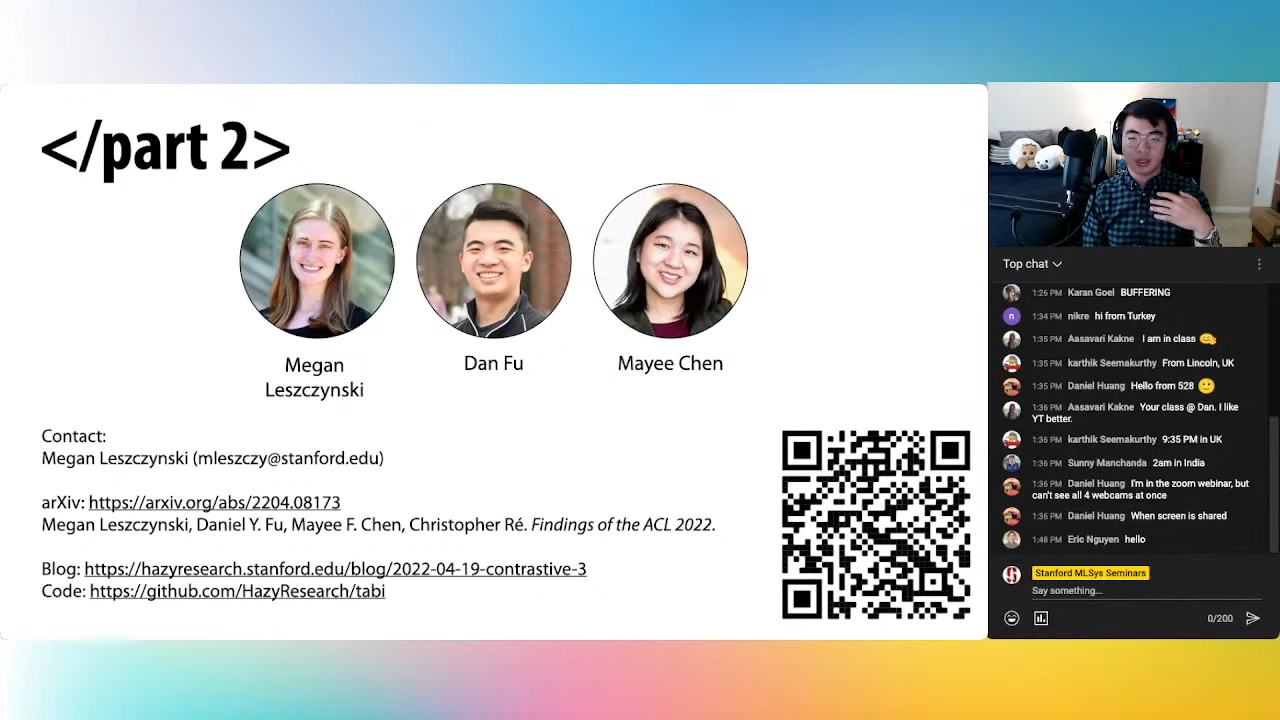 </part 2>
Megan
Leszczynski
Dan Fu
Mayee Chen
Contact:
Megan Leszczynski (mleszczy@stanford.edu)
arXiv: https://arxiv.org/abs/2204.08173
Megan Leszczynski, Daniel Y. Fu, Mayee F. Chen, Christopher Ré. Findings of the ACL 2022.
Blog: https://hazyresearch.stanford.edu/blog/2022-04-19-contrastive-3
Code: https://github.com/HazyResearch/tabi
Top chat
1:26 PM Karan Goel BUFFERING
n
1:34 PM nikre hi from Turkey
1:35 PM Aasavari Kakne I am in class
1:35 PM karthik Seemakurthy From Lincoln, UK
1:35 PM Daniel Huang Hello from 528
1:36 PM Aasavari Kakne Your class @ Dan. I like
YT better.
1:36 PM karthik Seemakurthy 9:35 PM in UK
1:36 PM Sunny Manchanda 2am in India
1:36 PM Daniel Huang I'm in the zoom webinar, but
can't see all 4 webcams at once
1:36 PM Daniel Huang When screen is shared
1:48 PM Eric Nguyen hello
Stanford MLSys Seminars
Say something...
0/200